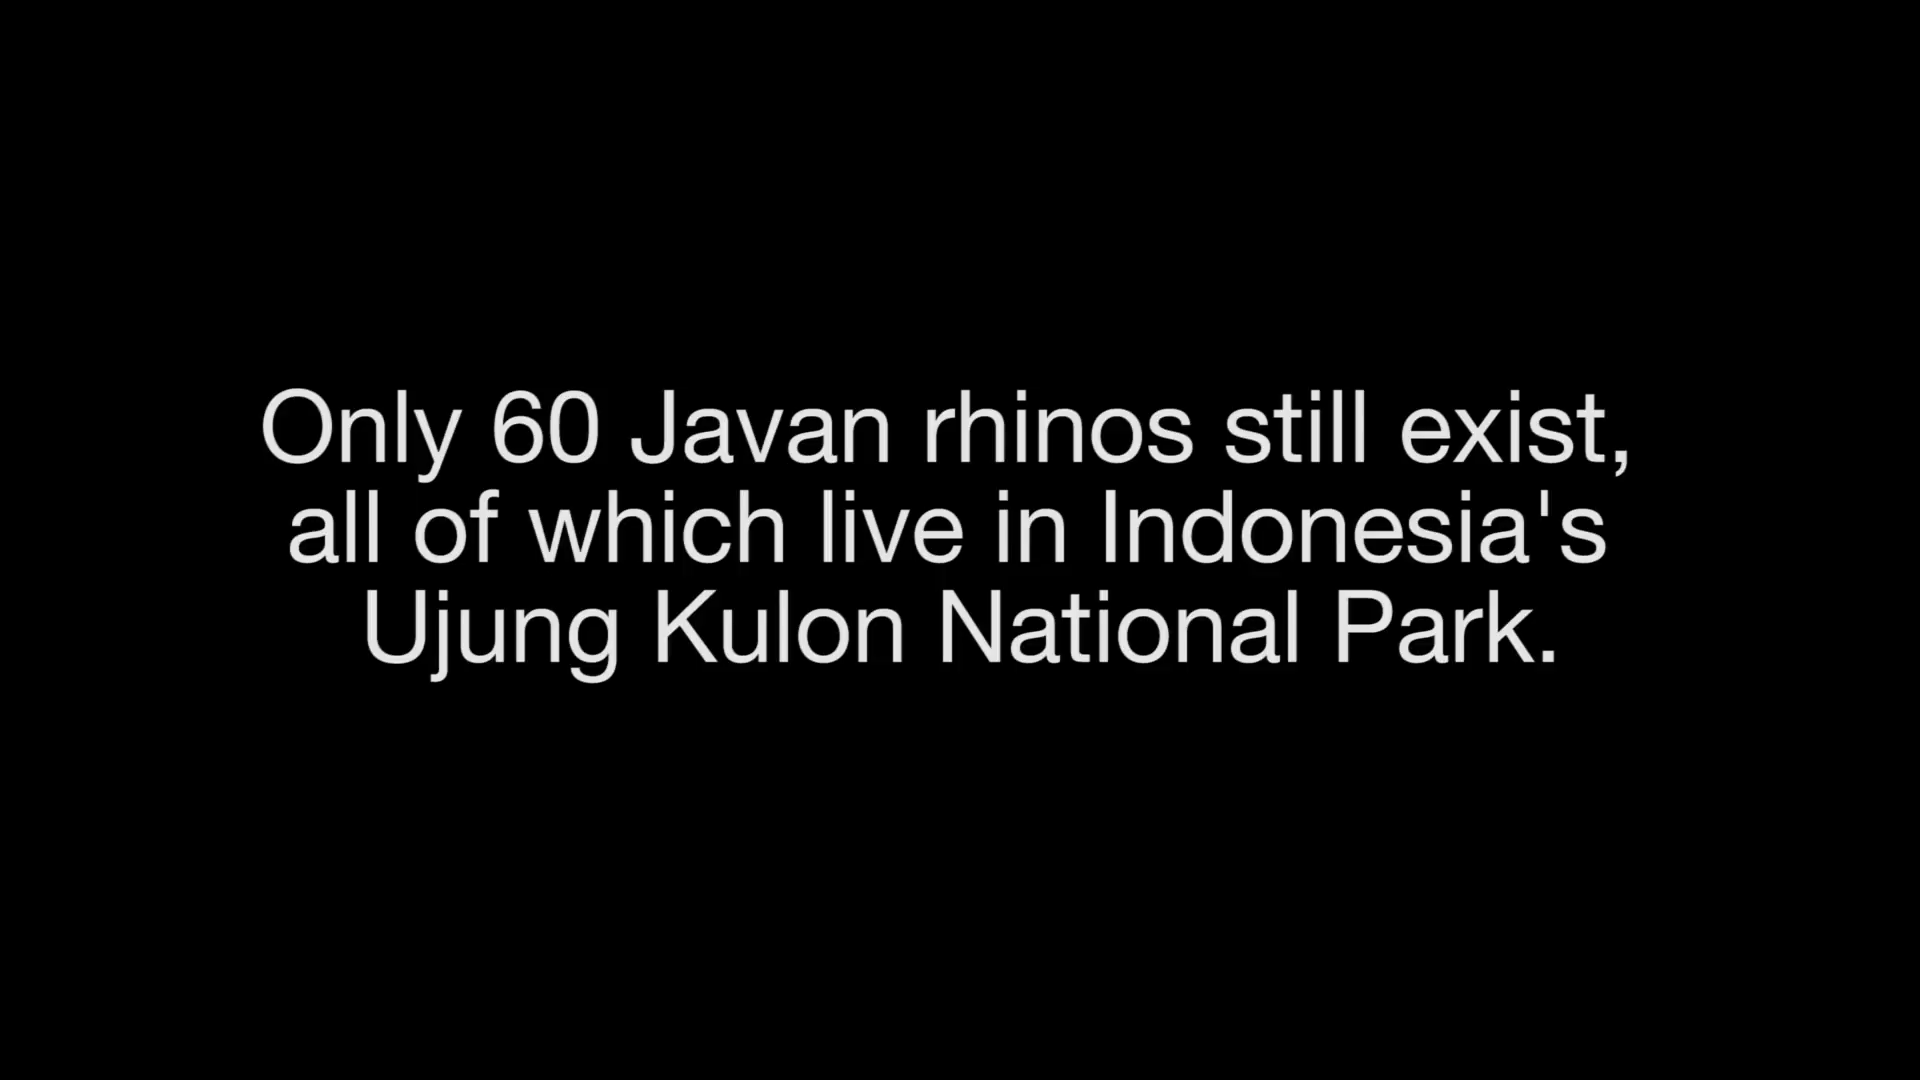 Only 60 Javan rhinos still exist,
all of which live in Indonesia's
Ujung Kulon National Park.